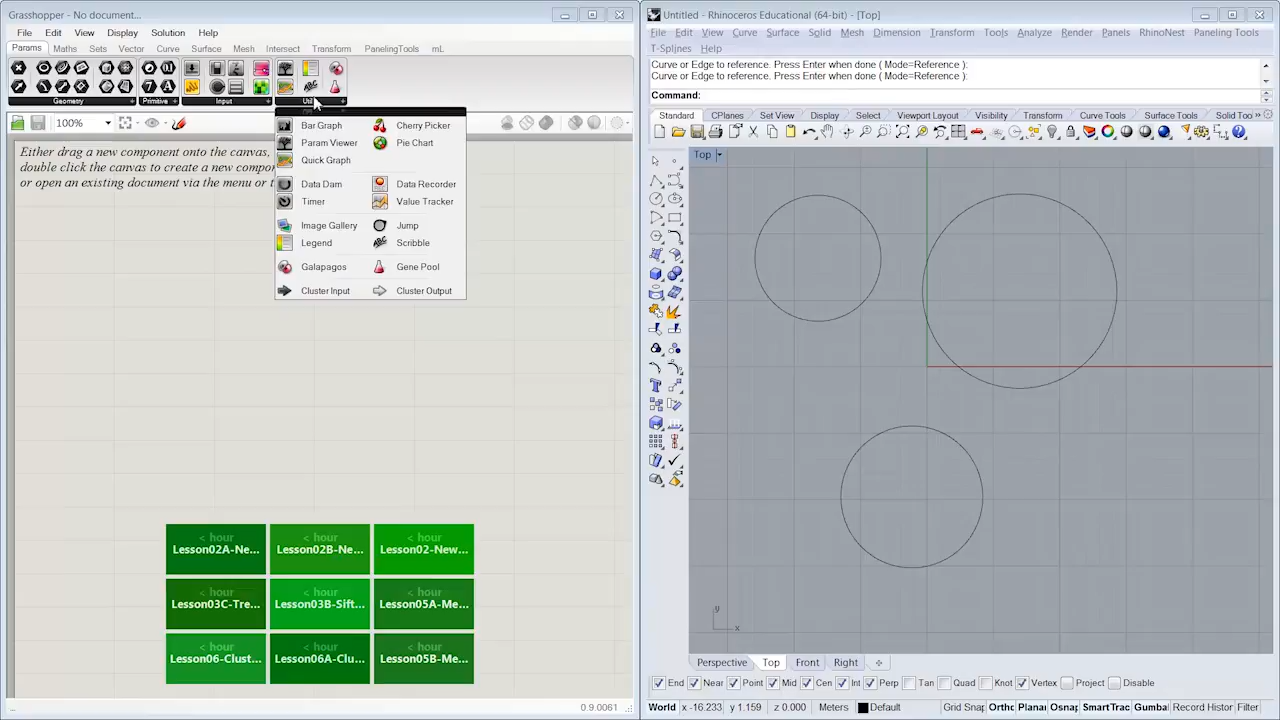 Grasshopper - No document...
File Edit View Display Solution Help
Params Maths Sets Vector Curve Surface Mesh Intersect Transform PanelingTools mL
Geometry Primitive Input Util
100%
Either drag a new component onto the canvas,
double click the canvas to create a new compon
or open an existing document via the menu or t
Bar Graph Cherry Picker
Param Viewer Pie Chart
Quick Graph
Data Dam Data Recorder
Timer Value Tracker
Image Gallery Jump
Legend Scribble
Galapagos Gene Pool
Cluster Input Cluster Output
< hour < hour < hour
Lesson02A-Ne... Lesson02B-Ne... Lesson02-New...
< hour < hour < hour
Lesson03C-Tre... Lesson03B-Sift... Lesson05A-Me...
< hour < hour < hour
Lesson06-Clust... Lesson06A-Clu... Lesson05B-Me...
... 0.9.0061
Untitled - Rhinoceros Educational (64-bit) - [Top]
File Edit View Curve Surface Solid Mesh Dimension Transform Tools Analyze Render Panels RhinoNest Paneling Tools
T-Splines Help
Curve or Edge to reference. Press Enter when done ( Mode=Reference ):
Curve or Edge to reference. Press Enter when done ( Mode=Reference ):
Command:
Standard CPlanes Set View Display Select Viewport Layout Visibility Transform Curve Tools Surface Tools Solid Too
Top
y
x
Perspective Top Front Right
End Near Point Mid Cen Int Perp Tan Quad Knot Vertex Project Disable
World x -16.233 y 1.159 z 0.000 Meters Default Grid Snap Ortho Planar Osnap SmartTrac Gumba Record History Filter